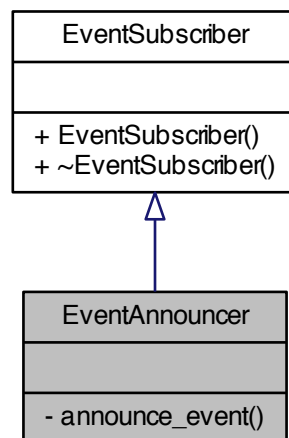 EventSubscriber
+ EventSubscriber()
+ ~EventSubscriber()
EventAnnouncer
- announce_event()